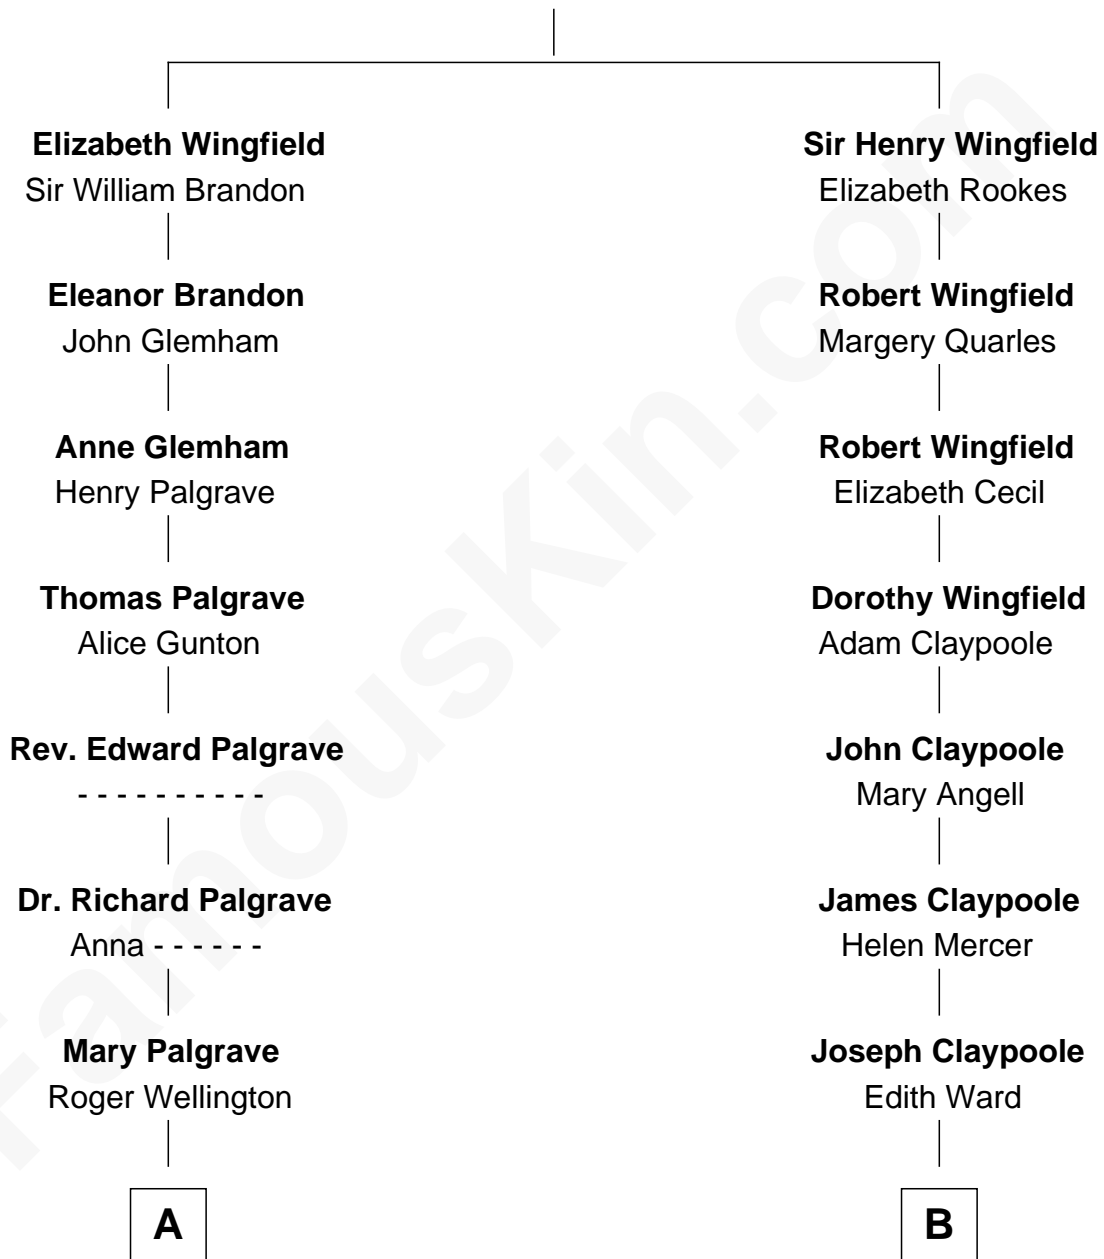 Elizabeth Wingfield
Sir William Brandon
Eleanor Brandon
John Glemham
Anne Glemham
Henry Palgrave
Thomas Palgrave
Alice Gunton
Rev. Edward Palgrave
- - - - - - - - - -
Dr. Richard Palgrave
Anna - - - - - -
Mary Palgrave
Roger Wellington
A
Sir Henry Wingfield
Elizabeth Rookes
Robert Wingfield
Margery Quarles
Robert Wingfield
Elizabeth Cecil
Dorothy Wingfield
Adam Claypoole
John Claypoole
Mary Angell
James Claypoole
Helen Mercer
Joseph Claypoole
Edith Ward
B
FamousKin.com